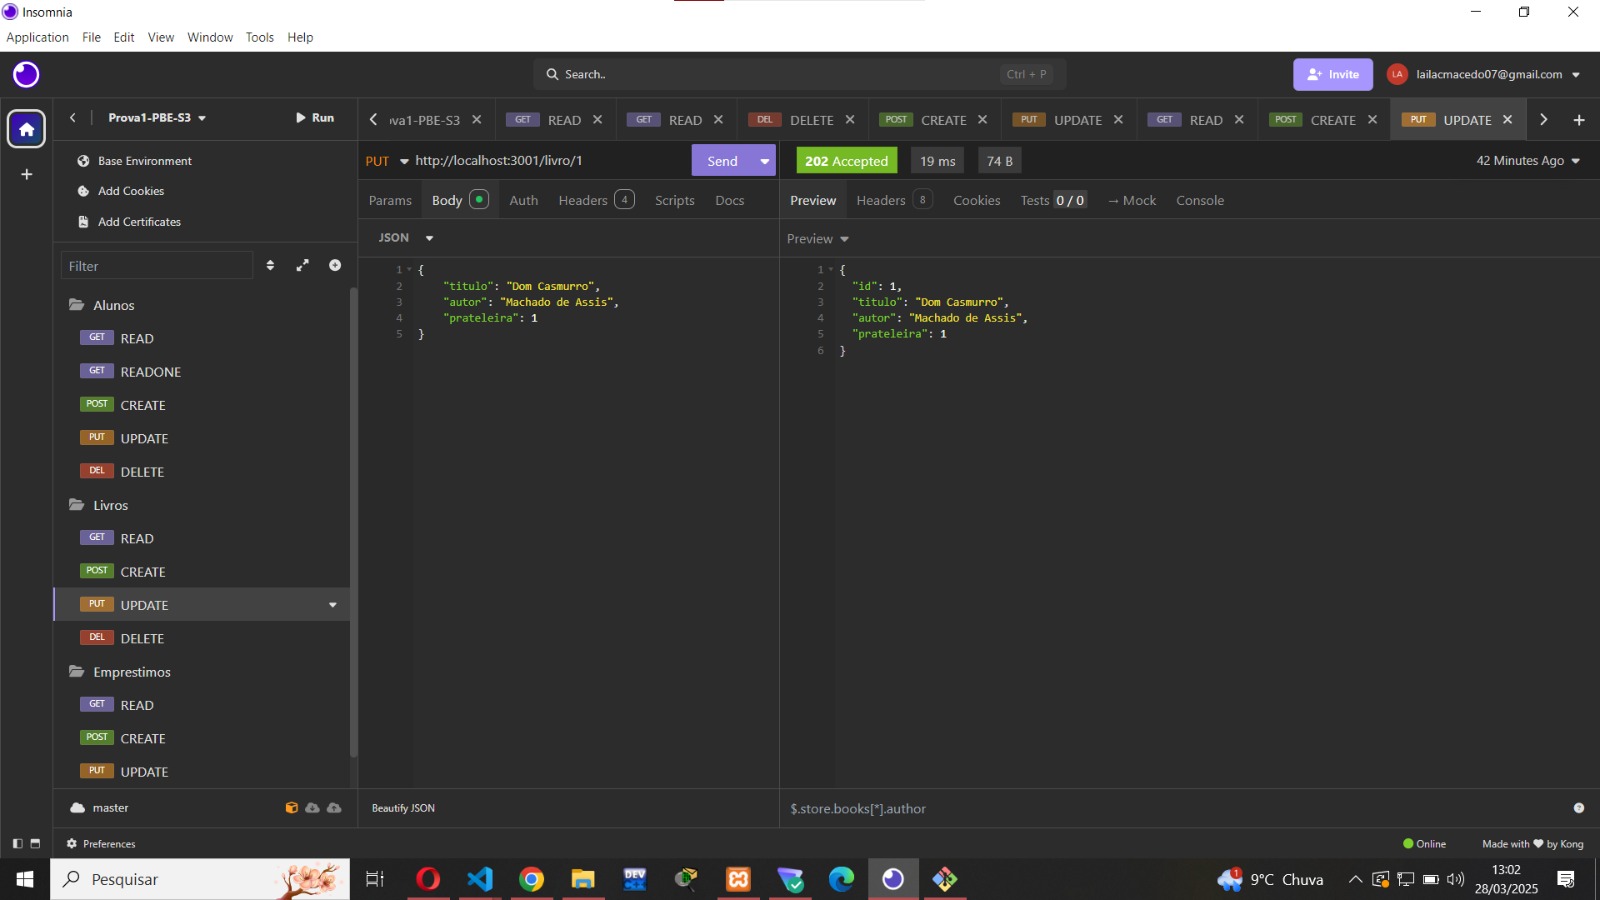 Insomnia
Application File Edit View Window Tools Help
Search.. Ctrl + P
Invite
LA lailacmacedo07@gmail.com
Prova1-PBE-S3
Run
va1-PBE-S3 GET READ GET READ DEL DELETE POST CREATE PUT UPDATE GET READ POST CREATE PUT UPDATE
Base Environment
Add Cookies
Add Certificates
Filter
Alunos
GET READ
GET READONE
POST CREATE
PUT UPDATE
DEL DELETE
Livros
GET READ
POST CREATE
PUT UPDATE
DEL DELETE
Emprestimos
GET READ
POST CREATE
PUT UPDATE
master
Preferences
PUT http://localhost:3001/livro/1 Send
Params Body Auth Headers 4 Scripts Docs
JSON
1 {
2 "titulo": "Dom Casmurro",
3 "autor": "Machado de Assis",
4 "prateleira": 1
5 }
Beautify JSON
202 Accepted 19 ms 74 B 42 Minutes Ago
Preview Headers 8 Cookies Tests 0 / 0 → Mock Console
Preview
1 {
2 "id": 1,
3 "titulo": "Dom Casmurro",
4 "autor": "Machado de Assis",
5 "prateleira": 1
6 }
$.store.books[*].author
Online Made with ♥ by Kong
Pesquisar
DEV
1
9°C Chuva
13:02
28/03/2025